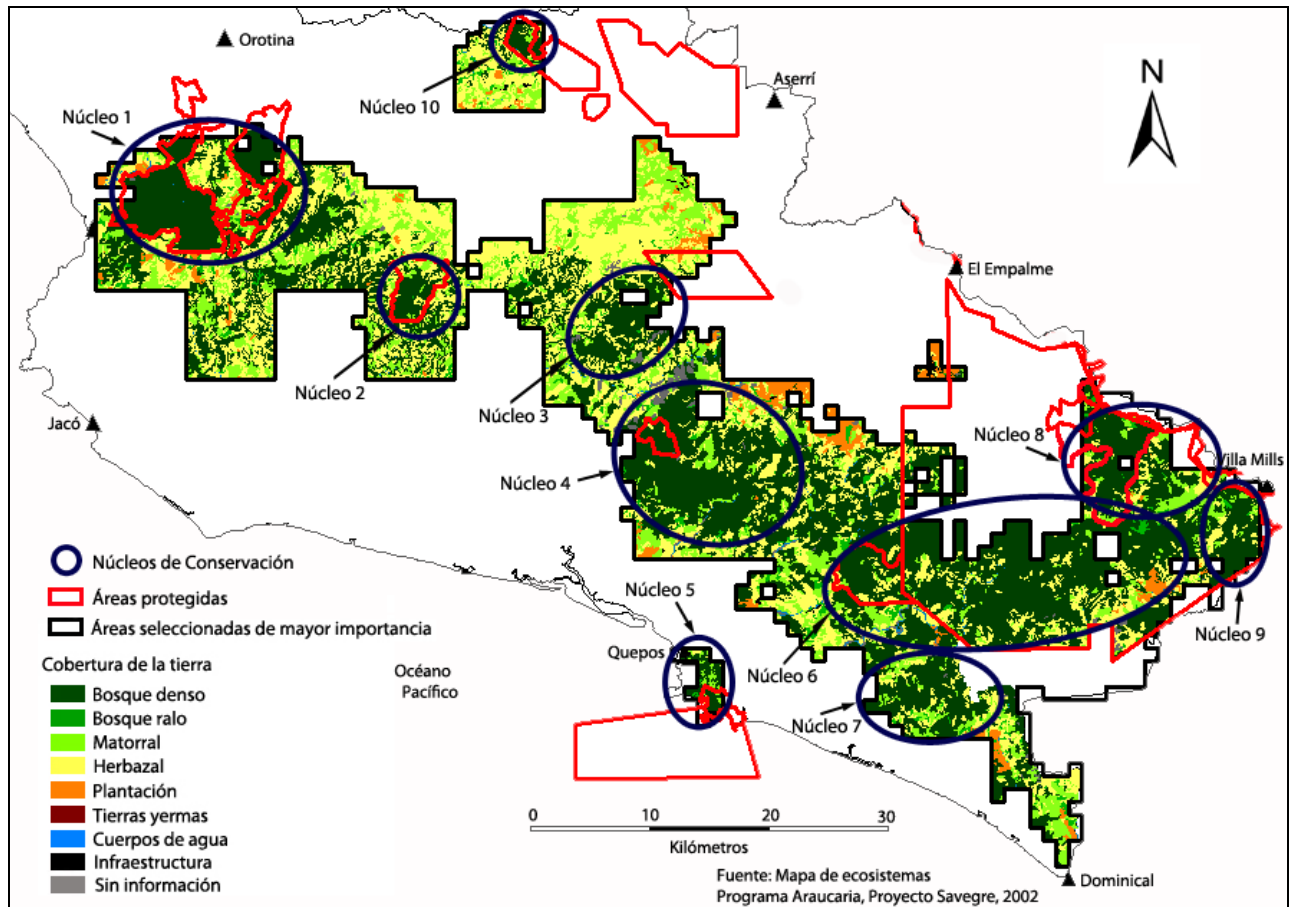 Orotina
Núcleo 10
Aserrí
N
Núcleo 1
El Empalme
Núcleo 2
Núcleo 3
Jacó
Núcleo 8
Villa Mills
Núcleo 4
Núcleos de Conservación
Áreas protegidas
Áreas seleccionadas de mayor importancia
Núcleo 5
Núcleo 9
Quepos
Núcleo 6
Océano
Pacífico
Núcleo 7
Cobertura de la tierra
Bosque denso
Bosque ralo
Matorral
Herbazal
Plantación
Tierras yermas
Cuerpos de agua
Infraestructura
Sin información
0 10 20 30
Kilómetros
Fuente: Mapa de ecosistemas
Programa Araucaria, Proyecto Savegre, 2002
Dominical